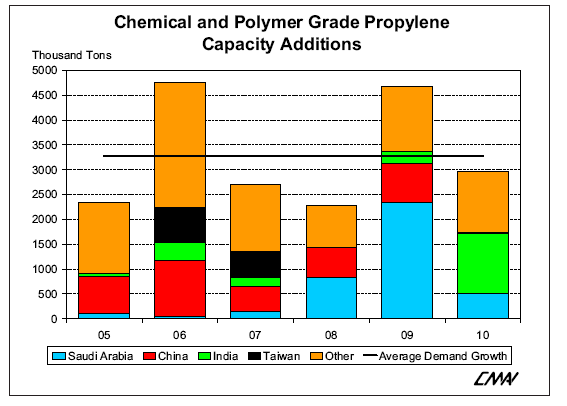 Chemical and Polymer Grade Propylene
Capacity Additions
Thousand Tons
5000
4500
4000
3500
3000
2500
2000
1500
1000
500
0
05 06 07 08 09 10
Saudi Arabia China India Taiwan Other Average Demand Growth
CMAI